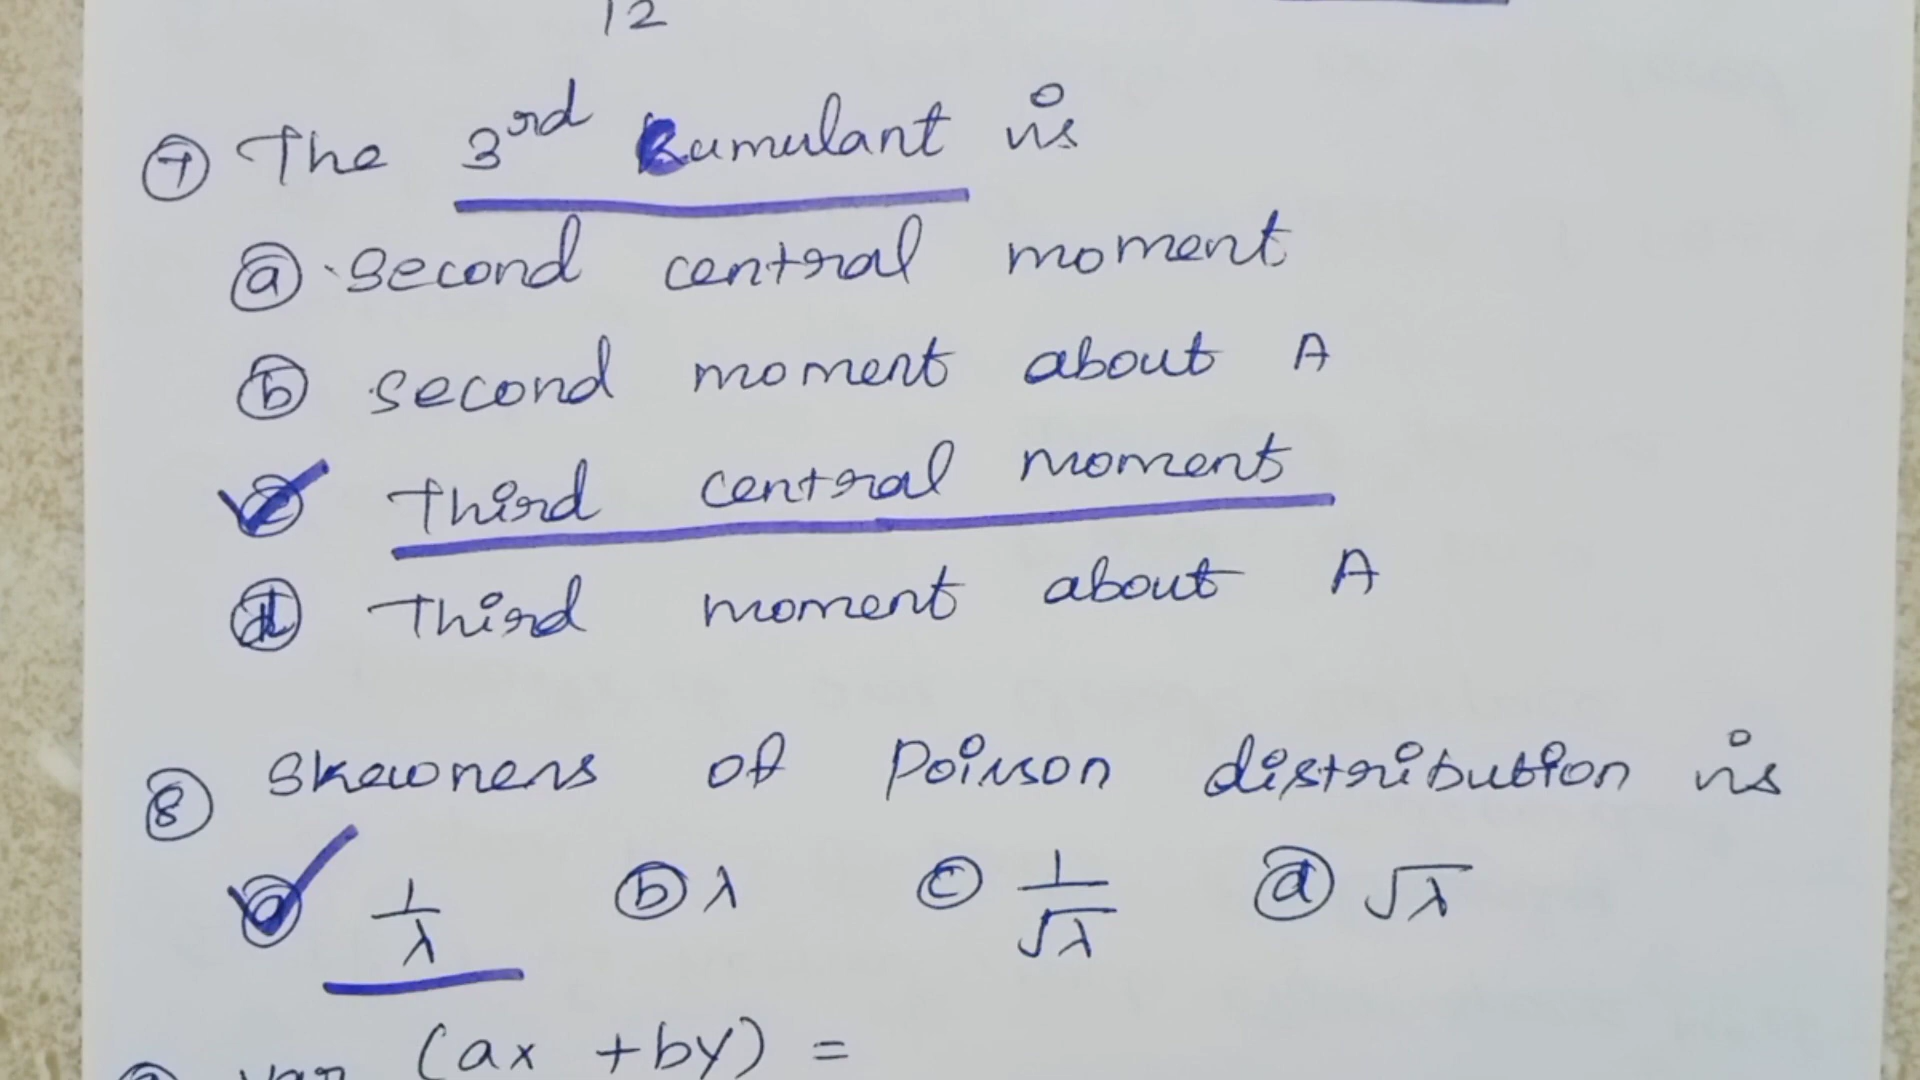 12
⑦ The 3rd Cumulant is
ⓐ Second central moment
ⓑ Second moment about A
ⓒ Third central moment
ⓓ Third moment about A
⑧ Skewness of Poisson distribution is
ⓐ 1/λ ⓑ λ ⓒ 1/√λ ⓓ √λ
var (ax + by) =